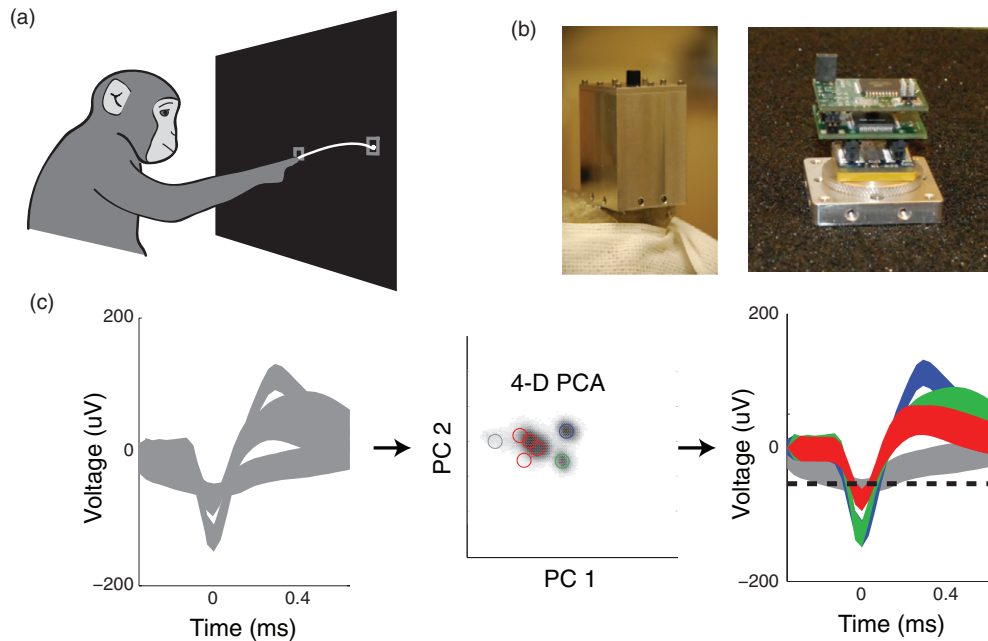 (a)
(b)
(c)
200
0
−200
Voltage (uV)
0
0.4
Time (ms)
4-D PCA
PC 2
PC 1
200
0
−200
Voltage (uV)
0
0.4
Time (ms)